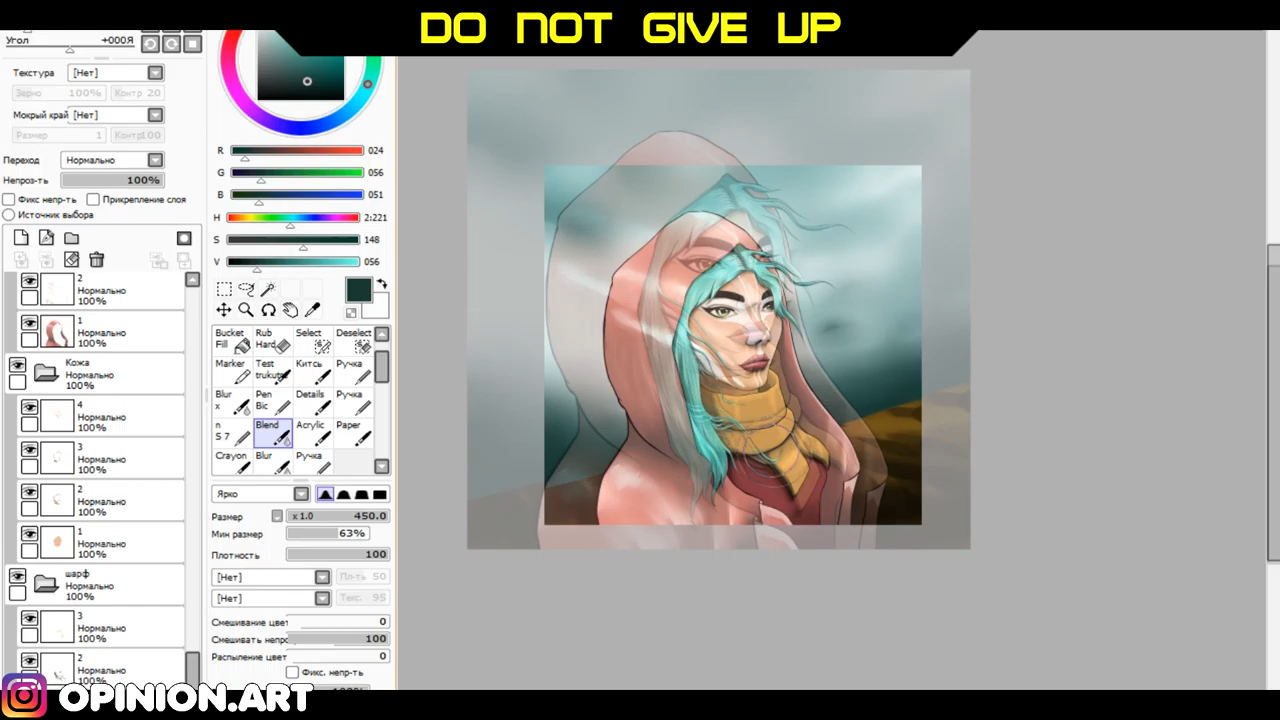 DO NOT GIVE UP
Угол +000Я
Текстура [Нет]
Зерно 100% Контр 20
Мокрый край [Нет]
Размер 1 Контр 100
Переход Нормально
Непроз-ть 100%
Фикс непр-ть Прикрепление слоя
Источник выбора
R 024
G 056
B 051
H 2:221
S 148
V 056
2
Нормально
100%
1
Нормально
100%
Кожа
Нормально
100%
4
Нормально
100%
3
Нормально
100%
2
Нормально
100%
1
Нормально
100%
шарф
Нормально
100%
3
Нормально
100%
2
Нормально
100%
Bucket Fill
Rub Hard
Select
Deselect
Marker
Test
Китсь
Ручка
Blur x
Pen Bic
Details
Ручка
n S 7
Blend
Acrylic
Paper
Crayon
Blur
Ручка
Ярко
Размер x 1.0 450.0
Мин размер 63%
Плотность 100
[Нет] Пл-ть 50
[Нет] Текс. 95
Смешивание цвет 0
Смешивать непро 100
Распыление цвет 0
Фикс. непр-ть
OPINION.ART